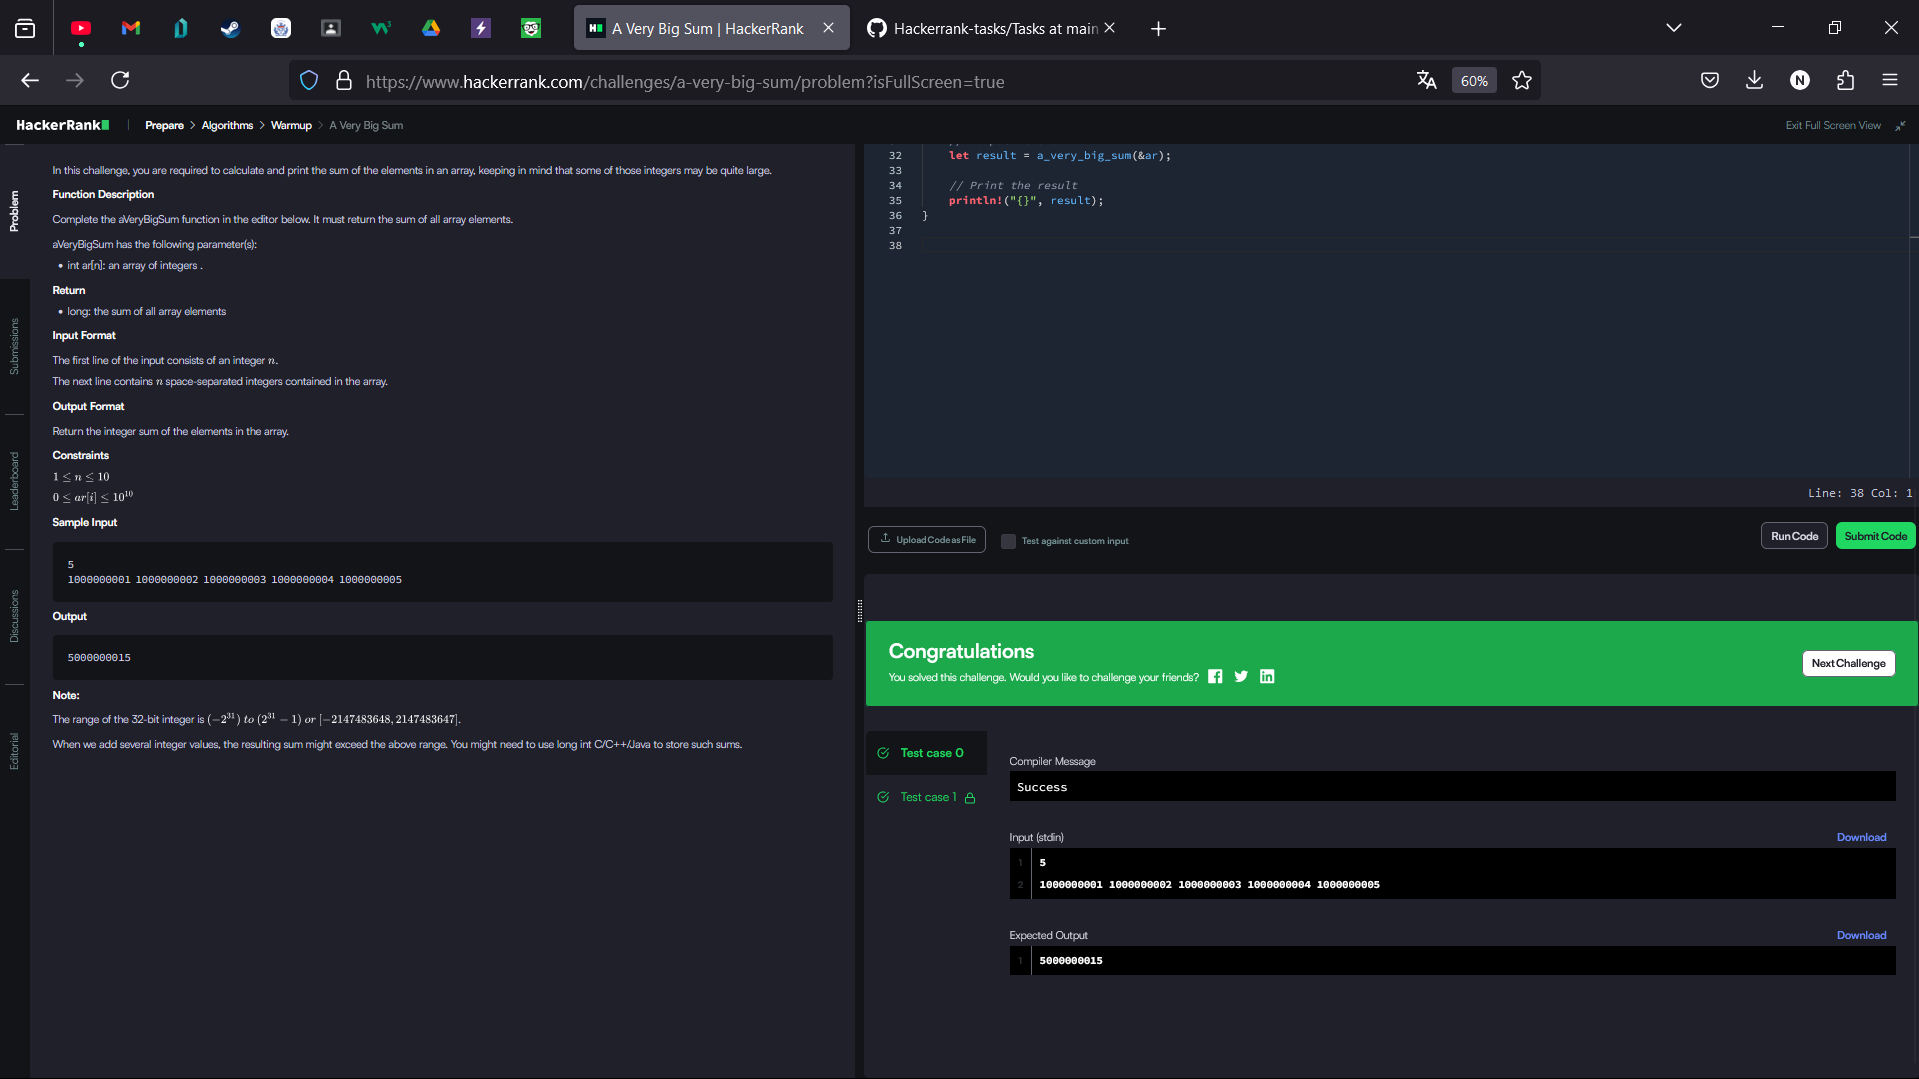 A Very Big Sum | HackerRank
Hackerrank-tasks/Tasks at main
https://www.hackerrank.com/challenges/a-very-big-sum/problem?isFullScreen=true
60%
N
HackerRank
Prepare > Algorithms > Warmup > A Very Big Sum
Exit Full Screen View
Problem
Submissions
Leaderboard
Discussions
Editorial
In this challenge, you are required to calculate and print the sum of the elements in an array, keeping in mind that some of those integers may be quite large.
Function Description
Complete the aVeryBigSum function in the editor below. It must return the sum of all array elements.
aVeryBigSum has the following parameter(s):
• int ar[n]: an array of integers .
Return
• long: the sum of all array elements
Input Format
The first line of the input consists of an integer n.
The next line contains n space-separated integers contained in the array.
Output Format
Return the integer sum of the elements in the array.
Constraints
1 ≤ n ≤ 10
0 ≤ ar[i] ≤ 10¹⁰
Sample Input
5
1000000001 1000000002 1000000003 1000000004 1000000005
Output
5000000015
Note:
The range of the 32-bit integer is (−2³¹) to (2³¹ − 1) or [−2147483648, 2147483647].
When we add several integer values, the resulting sum might exceed the above range. You might need to use long int C/C++/Java to store such sums.
32 let result = a_very_big_sum(&ar);
33
34 // Print the result
35 println!("{}", result);
36 }
37
38
Line: 38 Col: 1
Upload Code as File
Test against custom input
Run Code
Submit Code
Congratulations
You solved this challenge. Would you like to challenge your friends?
Next Challenge
Test case 0
Test case 1
Compiler Message
Success
Input (stdin)
Download
1 5
2 1000000001 1000000002 1000000003 1000000004 1000000005
Expected Output
Download
1 5000000015